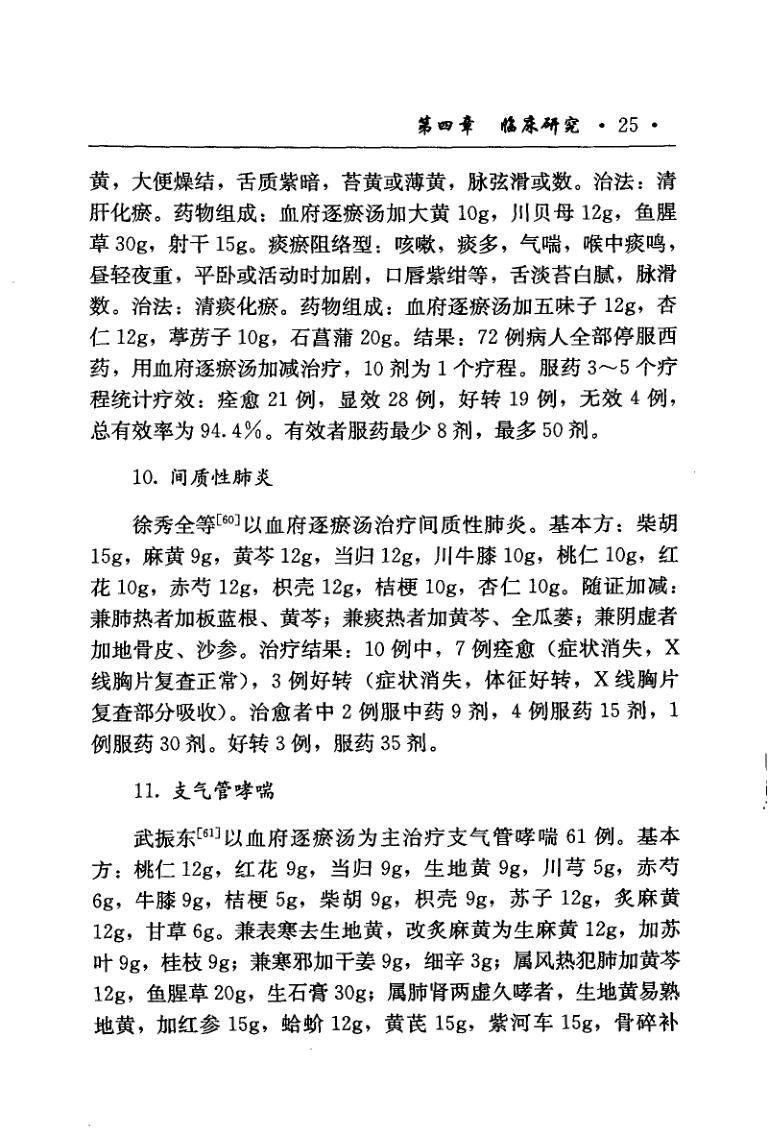 第四章 临床研究 · 25 ·
黄，大便燥结，舌质紫暗，苔黄或薄黄，脉弦滑或数。治法：清
肝化瘀。药物组成：血府逐瘀汤加大黄 10g，川贝母 12g，鱼腥
草 30g，射干 15g。痰瘀阻络型：咳嗽，痰多，气喘，喉中痰鸣，
昼轻夜重，平卧或活动时加剧，口唇紫绀等，舌淡苔白腻，脉滑
数。治法：清痰化瘀。药物组成：血府逐瘀汤加五味子 12g，杏
仁 12g，葶苈子 10g，石菖蒲 20g。结果：72 例病人全部停服西
药，用血府逐瘀汤加减治疗，10 剂为 1 个疗程。服药 3～5 个疗
程统计疗效：痊愈 21 例，显效 28 例，好转 19 例，无效 4 例，
总有效率为 94.4%。有效者服药最少 8 剂，最多 50 剂。
10. 间质性肺炎
徐秀全等[60]以血府逐瘀汤治疗间质性肺炎。基本方：柴胡
15g，麻黄 9g，黄芩 12g，当归 12g，川牛膝 10g，桃仁 10g，红
花 10g，赤芍 12g，枳壳 12g，桔梗 10g，杏仁 10g。随证加减：
兼肺热者加板蓝根、黄芩；兼痰热者加黄芩、全瓜蒌；兼阴虚者
加地骨皮、沙参。治疗结果：10 例中，7 例痊愈（症状消失，X
线胸片复查正常），3 例好转（症状消失，体征好转，X 线胸片
复查部分吸收）。治愈者中 2 例服中药 9 剂，4 例服药 15 剂，1
例服药 30 剂。好转 3 例，服药 35 剂。
11. 支气管哮喘
武振东[61]以血府逐瘀汤为主治疗支气管哮喘 61 例。基本
方：桃仁 12g，红花 9g，当归 9g，生地黄 9g，川芎 5g，赤芍
6g，牛膝 9g，桔梗 5g，柴胡 9g，枳壳 9g，苏子 12g，炙麻黄
12g，甘草 6g。兼表寒去生地黄，改炙麻黄为生麻黄 12g，加苏
叶 9g，桂枝 9g；兼寒邪加干姜 9g，细辛 3g；属风热犯肺加黄芩
12g，鱼腥草 20g，生石膏 30g；属肺肾两虚久哮者，生地黄易熟
地黄，加红参 15g，蛤蚧 12g，黄芪 15g，紫河车 15g，骨碎补